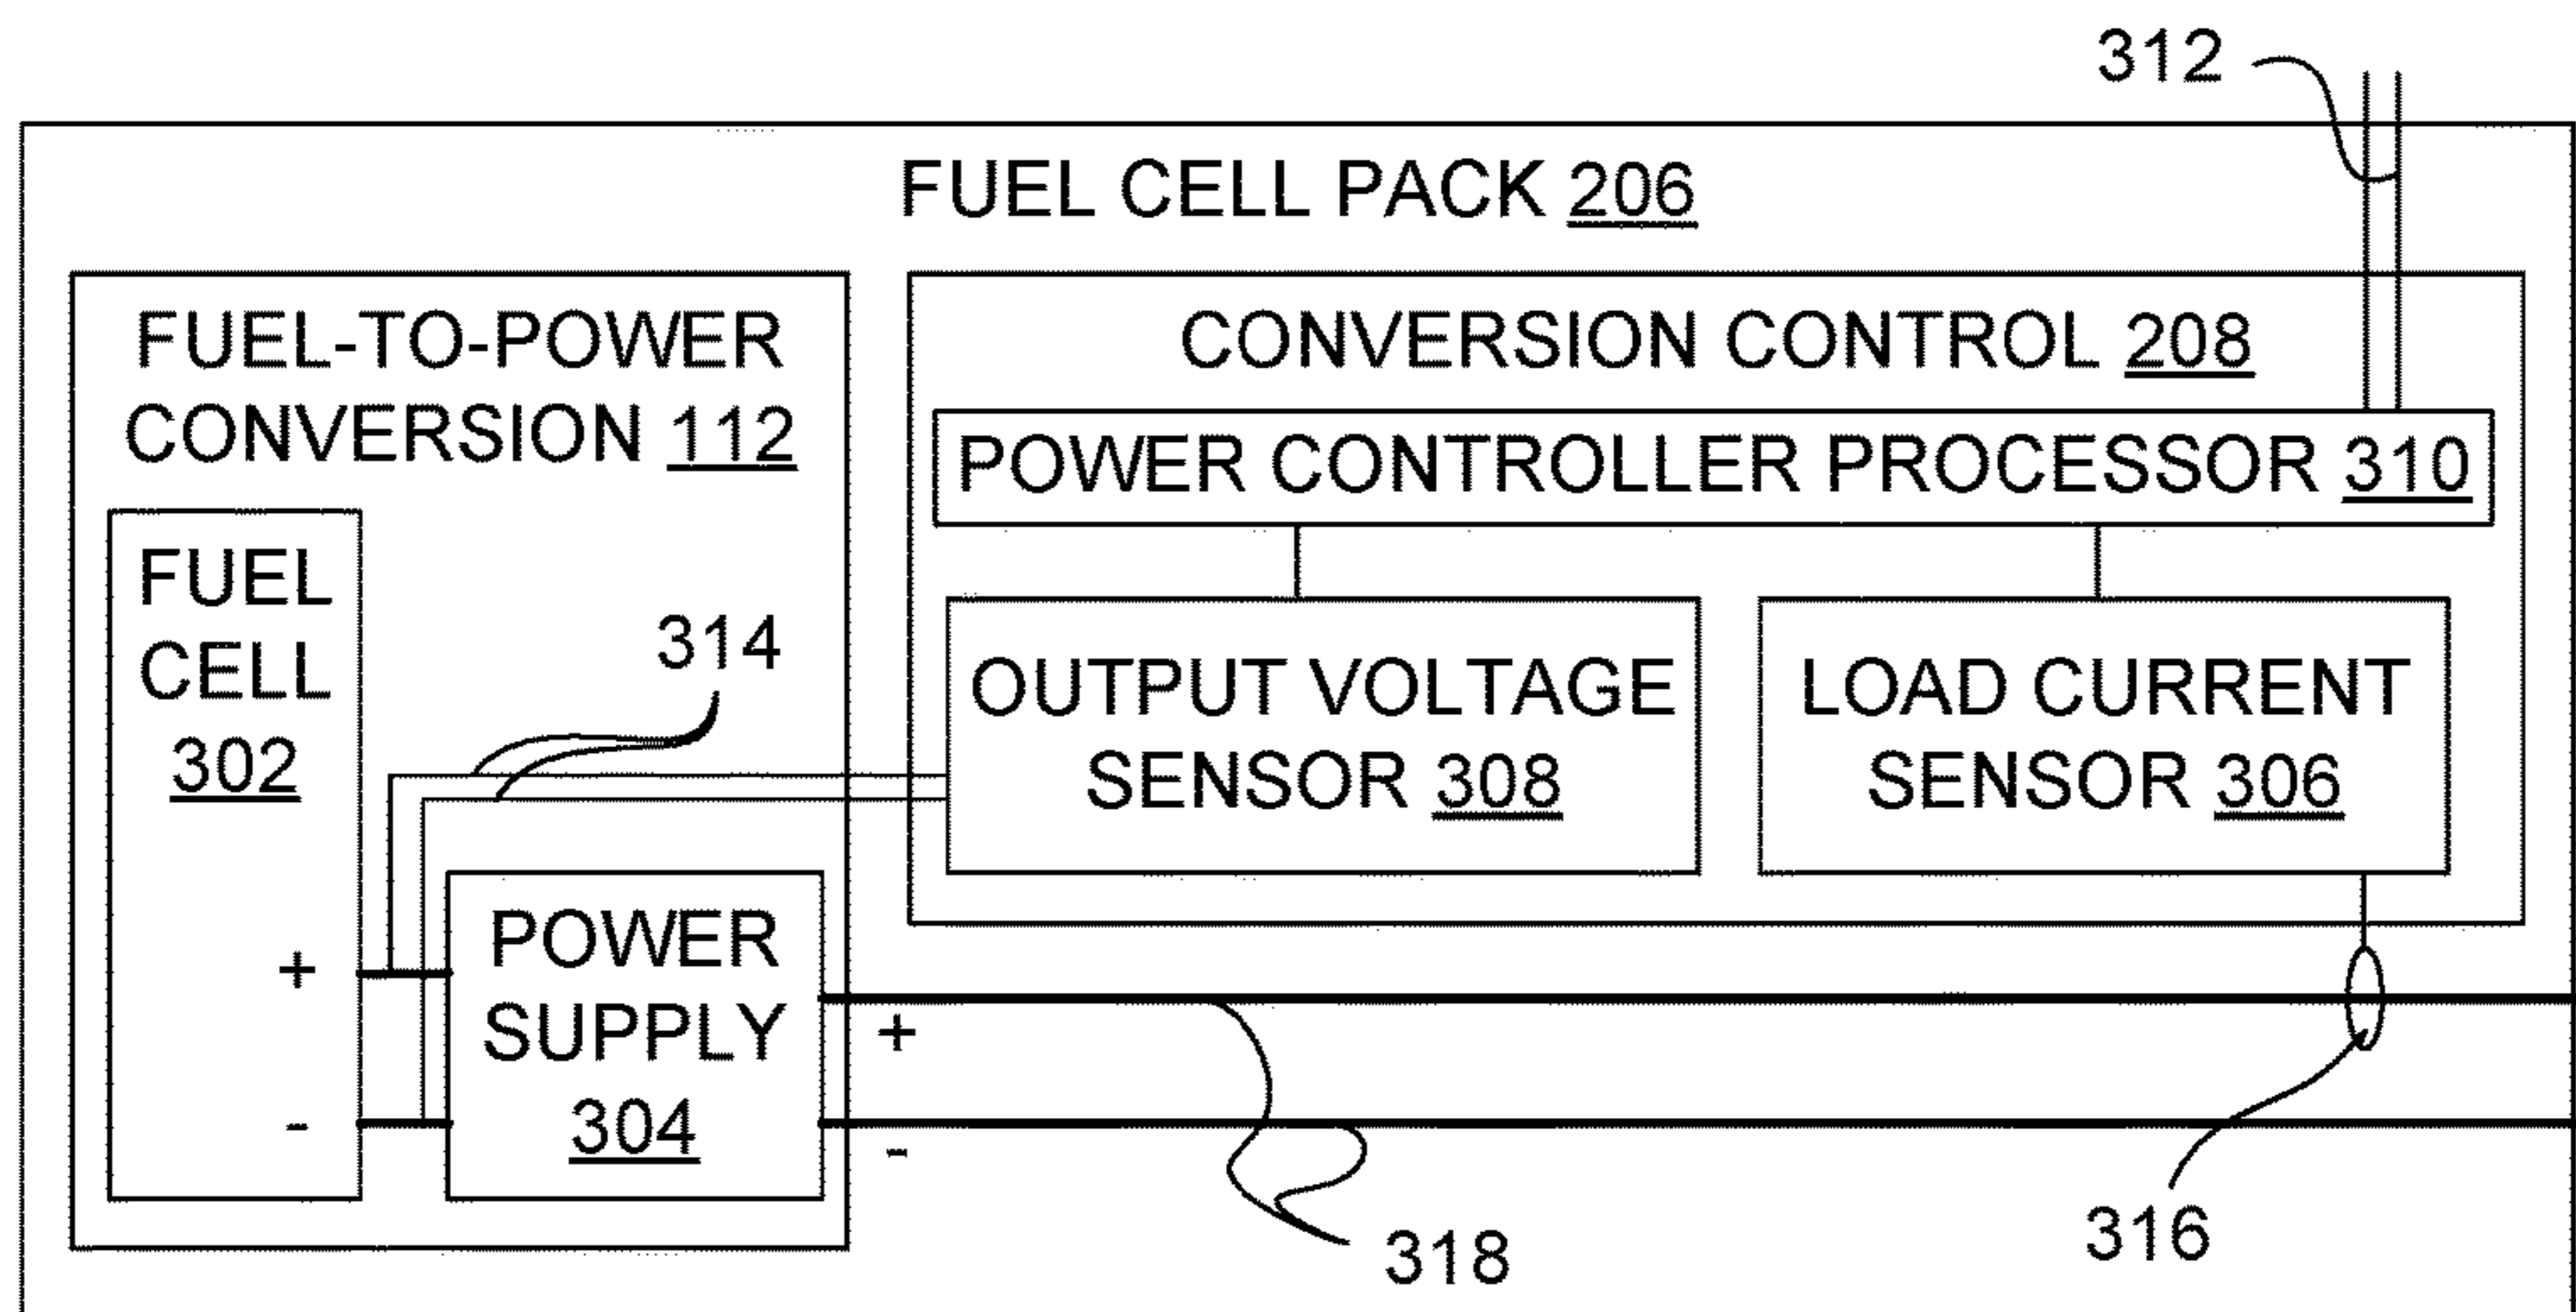 312
FUEL CELL PACK 206
FUEL-TO-POWER
CONVERSION 112
FUEL
CELL
302
+
-
314
POWER
SUPPLY
304
+
-
CONVERSION CONTROL 208
POWER CONTROLLER PROCESSOR 310
OUTPUT VOLTAGE
SENSOR 308
LOAD CURRENT
SENSOR 306
318
316